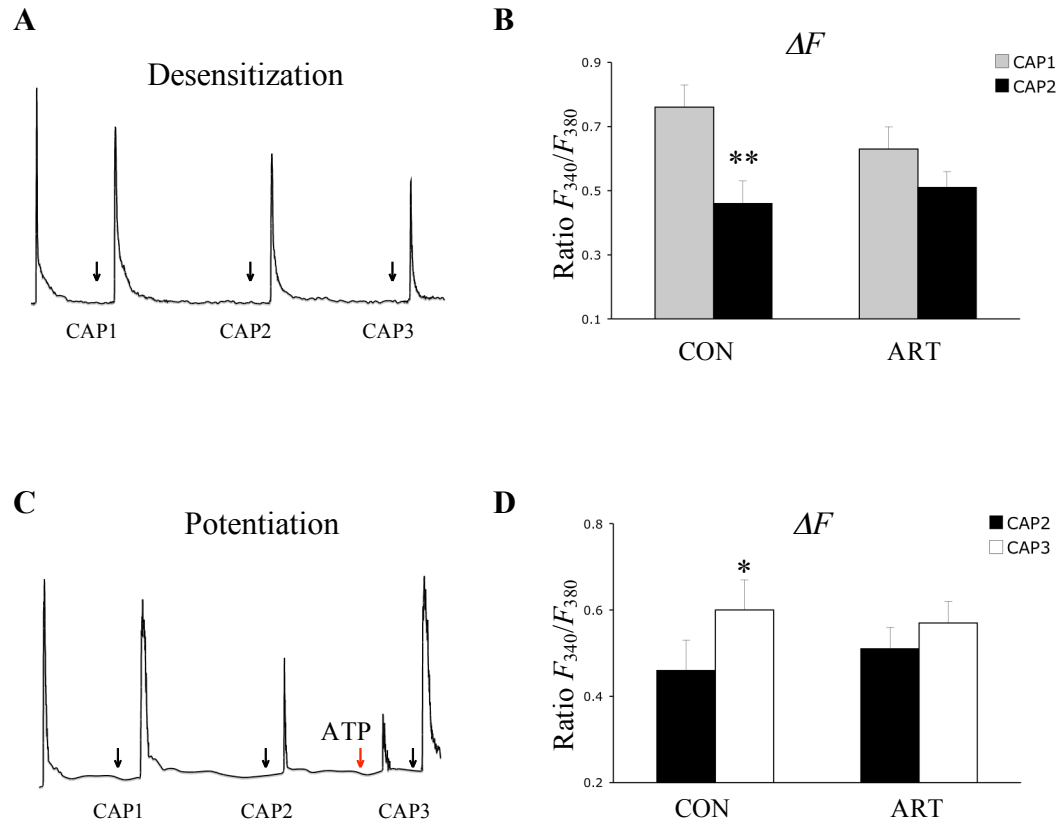 A
Desensitization
CAP1 CAP2 CAP3
B
ΔF
CAP1
CAP2
Ratio F340/F380
0.9
0.7
0.5
0.3
0.1
**
CON ART
C
Potentiation
ATP
CAP1 CAP2 CAP3
D
ΔF
CAP2
CAP3
Ratio F340/F380
0.8
0.6
0.4
0.2
*
CON ART